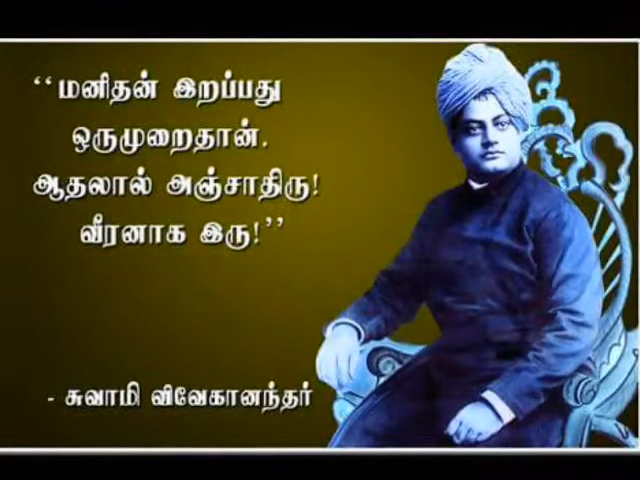 ‘‘மனிதன் இறப்பது
ஒருமுறைதான்.
ஆதலால் அஞ்சாதிரு!
வீரனாக இரு!’’
- சுவாமி விவேகானந்தர்